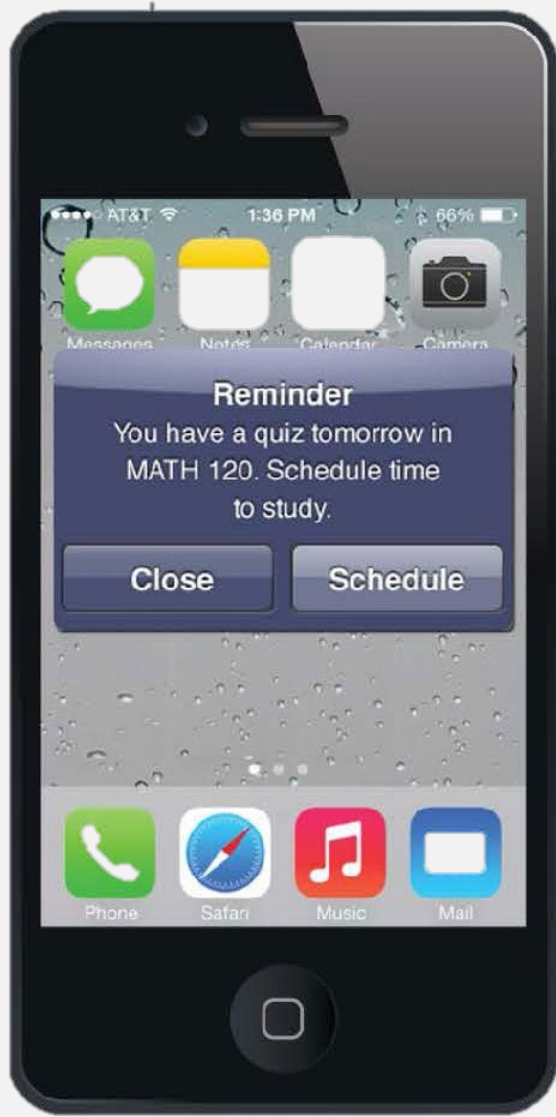 AT&T 1:36 PM 66%
Messages Notes Calendar Camera
Reminder
You have a quiz tomorrow in
MATH 120. Schedule time
to study.
Close Schedule
Phone Safari Music Mail